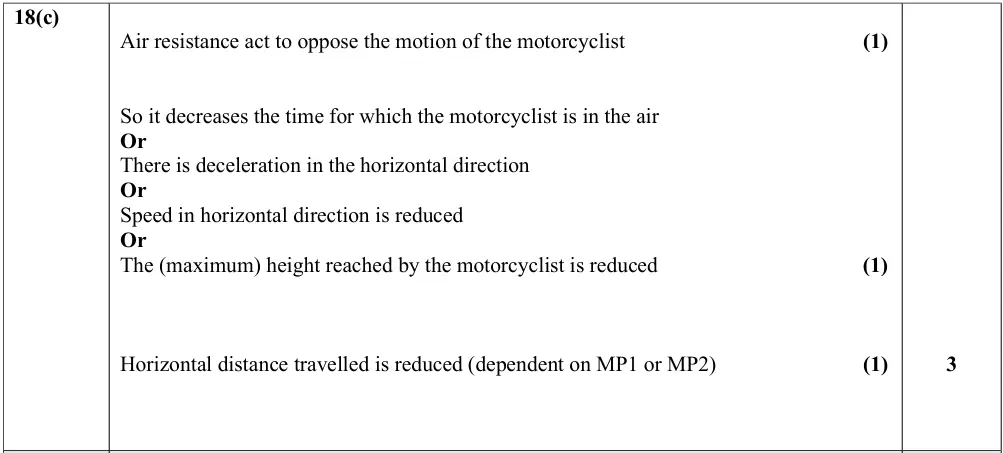 18(c)
Air resistance act to oppose the motion of the motorcyclist (1)
So it decreases the time for which the motorcyclist is in the air
Or
There is deceleration in the horizontal direction
Or
Speed in horizontal direction is reduced
Or
The (maximum) height reached by the motorcyclist is reduced (1)
Horizontal distance travelled is reduced (dependent on MP1 or MP2) (1) 3